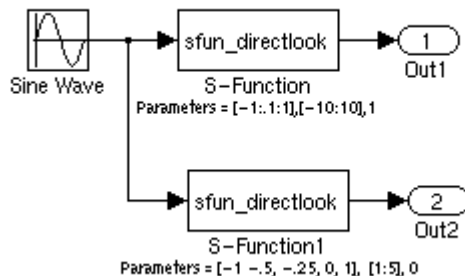 sfun_directlook
1
Out1
Sine Wave
S-Function
Parameters = [-1:.1:1],[-10:10],1
sfun_directlook
2
Out2
S-Function1
Parameters = [-1 -.5, -.25, 0, 1], [1:5], 0